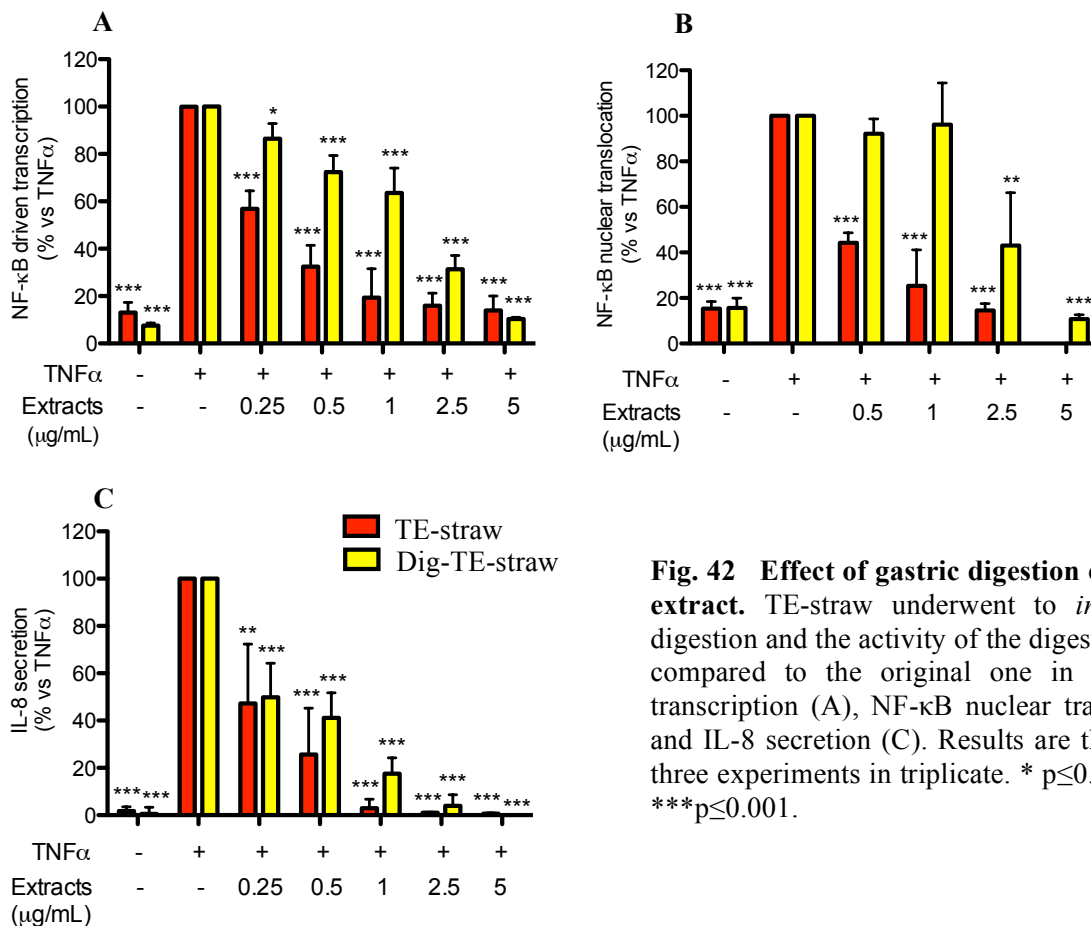 A
NF-κB driven transcription
(% vs TNFα)
120
100
80
60
40
20
0
***
***
***
*
***
***
***
***
***
***
***
***
TNFα - + + + + + +
Extracts - - 0.25 0.5 1 2.5 5
(μg/mL)
B
NF-κB nuclear translocation
(% vs TNFα)
120
100
80
60
40
20
0
***
***
***
***
***
**
***
TNFα - + + + + +
Extracts - - 0.5 1 2.5 5
(μg/mL)
C
IL-8 secretion
(% vs TNFα)
120
100
80
60
40
20
0
***
***
**
***
***
***
***
***
***
***
***
***
TE-straw
Dig-TE-straw
TNFα - + + + + + +
Extracts - - 0.25 0.5 1 2.5 5
(μg/mL)
Fig. 42 Effect of gastric digestion
extract. TE-straw underwent to in
digestion and the activity of the diges
compared to the original one in
transcription (A), NF-κB nuclear tra
and IL-8 secretion (C). Results are th
three experiments in triplicate. * p≤0.
***p≤0.001.